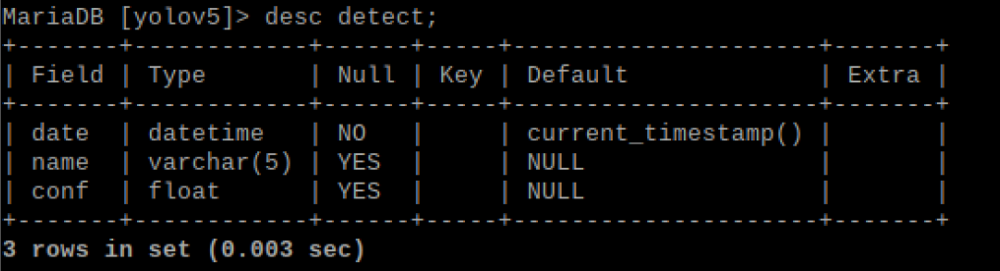 MariaDB [yolov5]> desc detect;
+-------+------------+------+-----+---------------------+-------+
| Field | Type       | Null | Key | Default             | Extra |
+-------+------------+------+-----+---------------------+-------+
| date  | datetime   | NO   |     | current_timestamp() |       |
| name  | varchar(5) | YES  |     | NULL                |       |
| conf  | float      | YES  |     | NULL                |       |
+-------+------------+------+-----+---------------------+-------+
3 rows in set (0.003 sec)